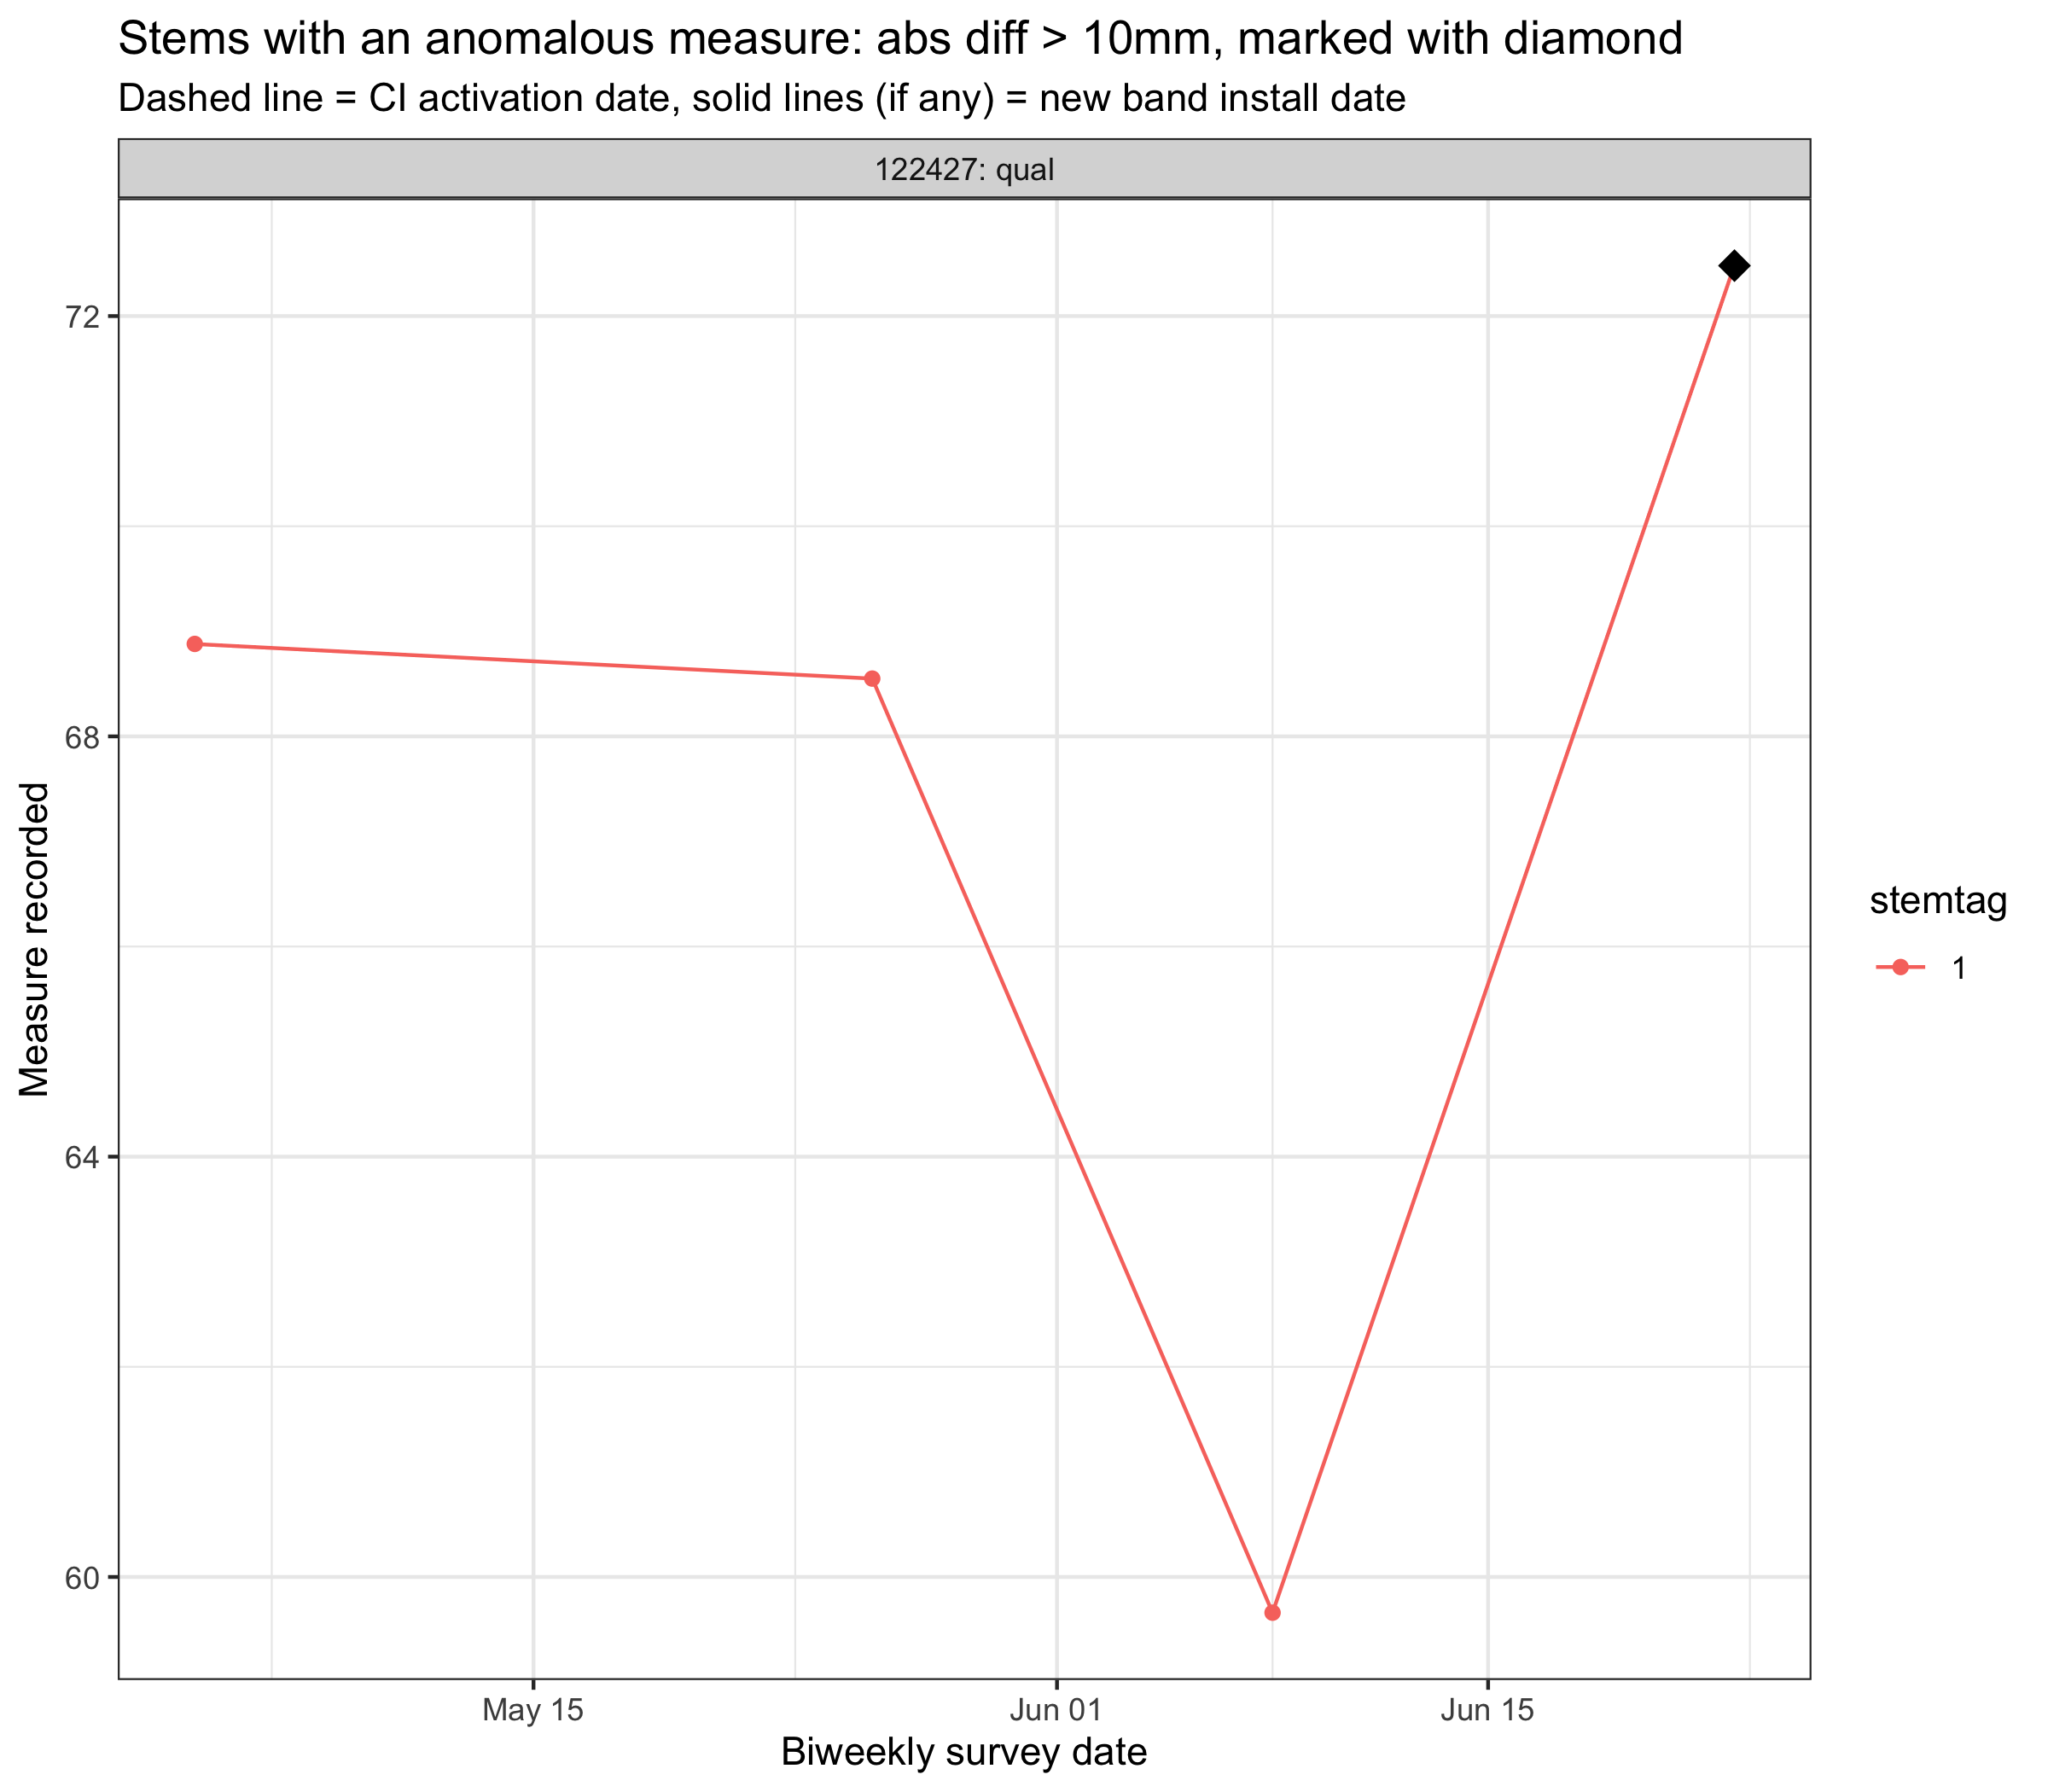 Stems with an anomalous measure: abs diff > 10mm, marked with diamond
Dashed line = CI activation date, solid lines (if any) = new band install date
122427: qual
72
68
64
60
Measure recorded
May 15
Jun 01
Jun 15
Biweekly survey date
stemtag
1